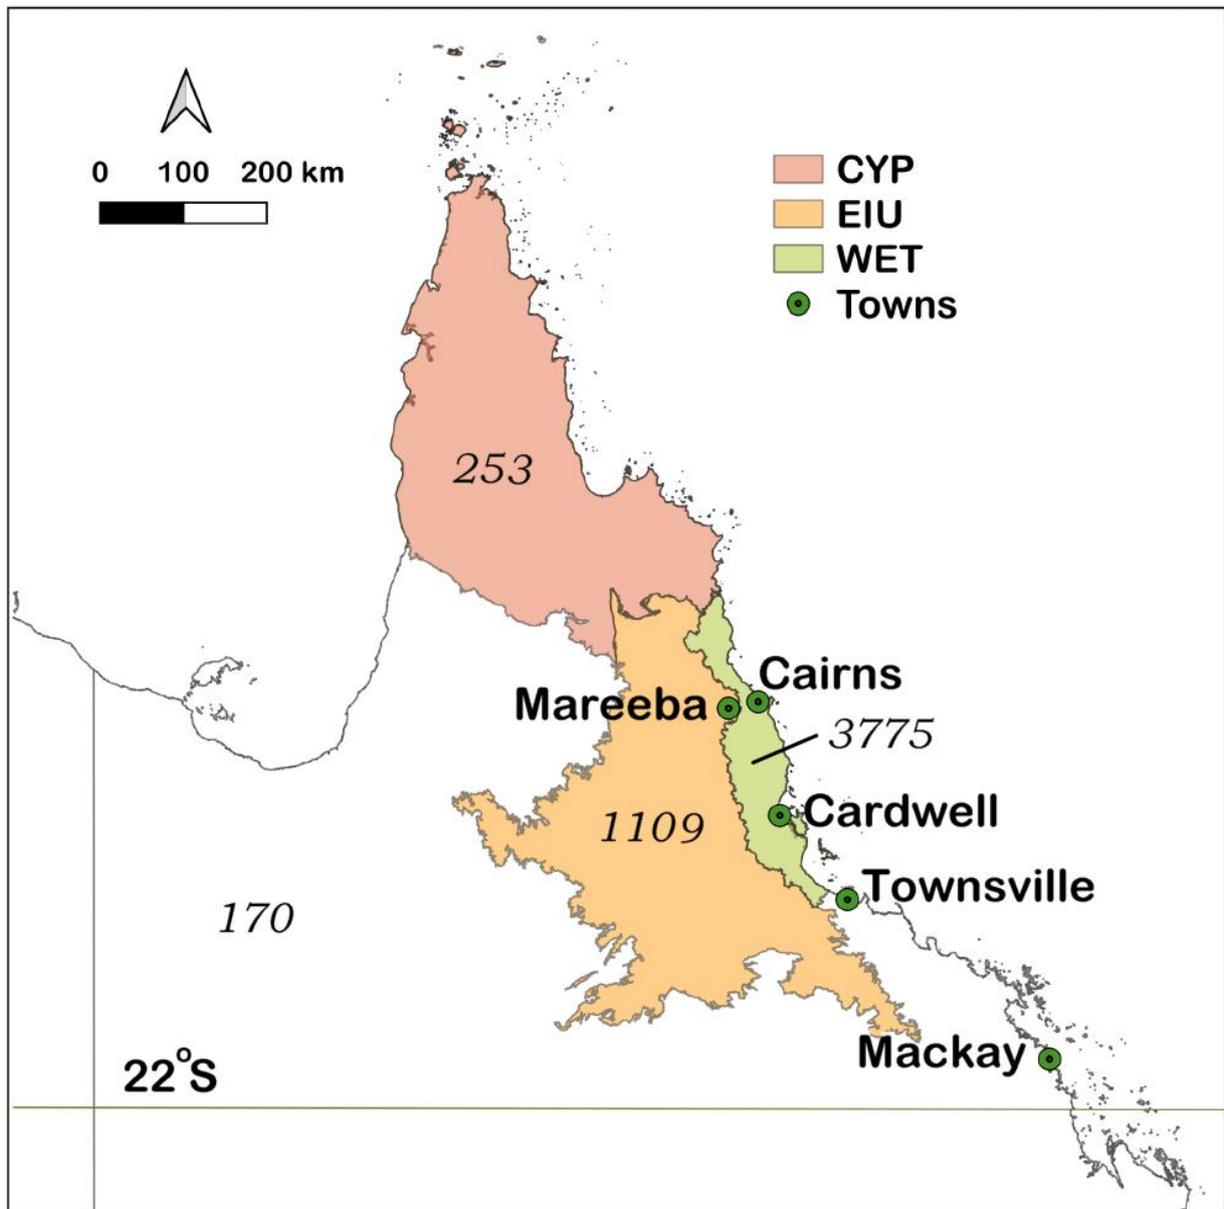 0 100 200 km
CYP
EIU
WET
Towns
253
Cairns
Mareeba
3775
Cardwell
1109
Townsville
170
Mackay
22°S